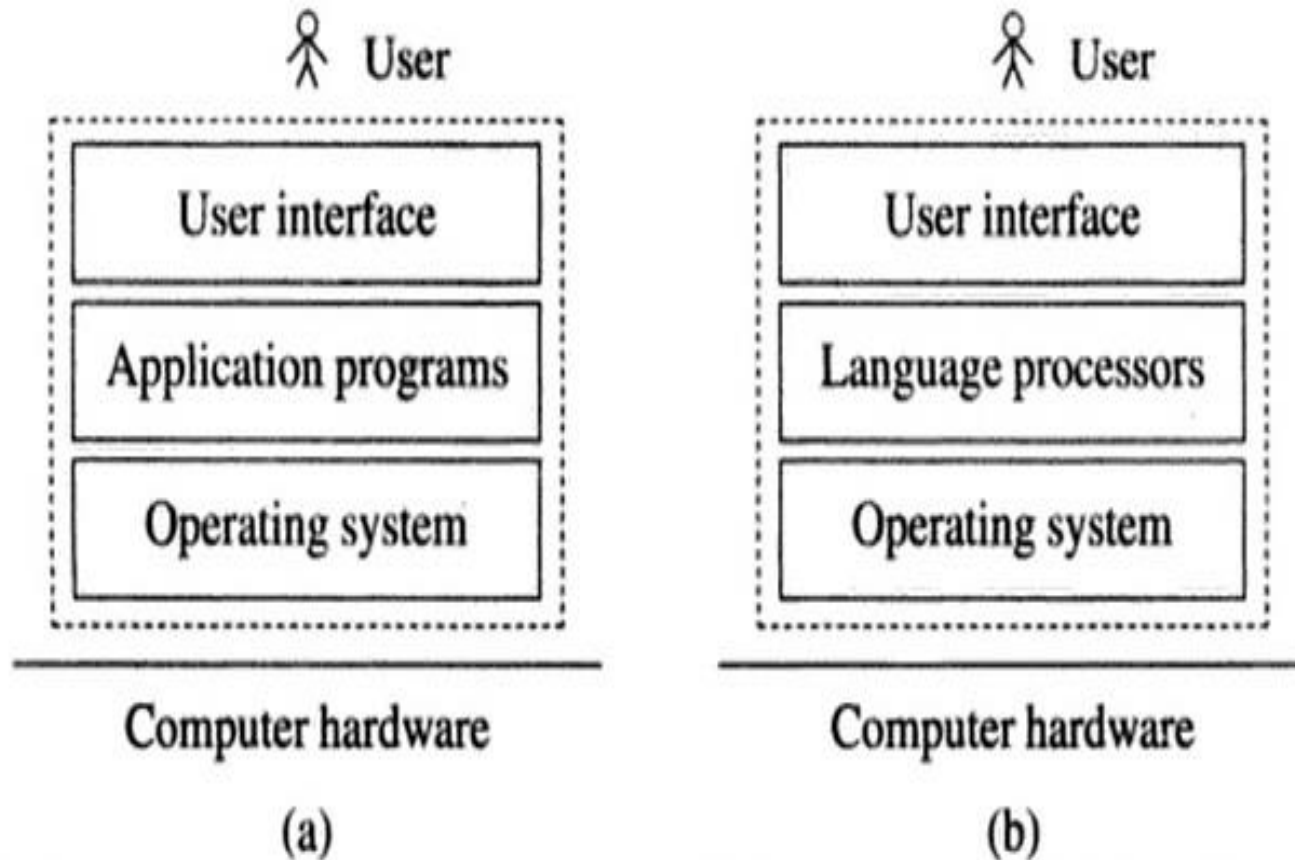 User
User interface
Application programs
Operating system
Computer hardware
(a)
User
User interface
Language processors
Operating system
Computer hardware
(b)